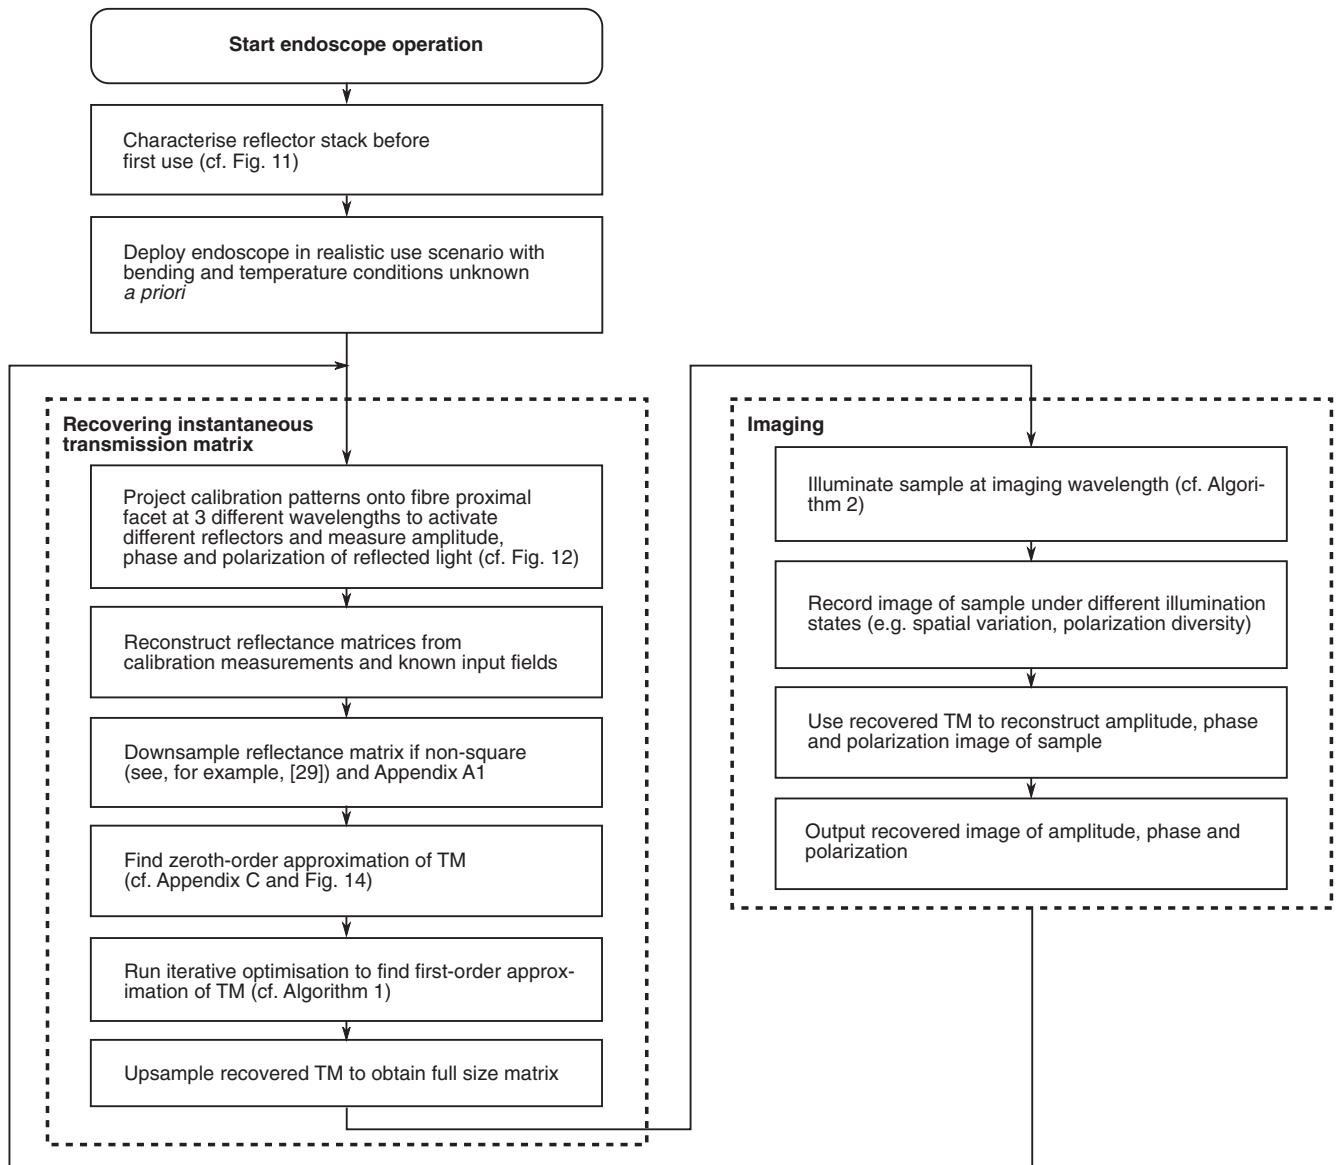 Start endoscope operation
Characterise reflector stack before
first use (cf. Fig. 11)
Deploy endoscope in realistic use scenario with
bending and temperature conditions unknown
a priori
Recovering instantaneous
transmission matrix
Project calibration patterns onto fibre proximal
facet at 3 different wavelengths to activate
different reflectors and measure amplitude,
phase and polarization of reflected light (cf. Fig. 12)
Reconstruct reflectance matrices from
calibration measurements and known input fields
Downsample reflectance matrix if non-square
(see, for example, [29]) and Appendix A1
Find zeroth-order approximation of TM
(cf. Appendix C and Fig. 14)
Run iterative optimisation to find first-order approx-
imation of TM (cf. Algorithm 1)
Upsample recovered TM to obtain full size matrix
Imaging
Illuminate sample at imaging wavelength (cf. Algori-
thm 2)
Record image of sample under different illumination
states (e.g. spatial variation, polarization diversity)
Use recovered TM to reconstruct amplitude, phase
and polarization image of sample
Output recovered image of amplitude, phase and
polarization